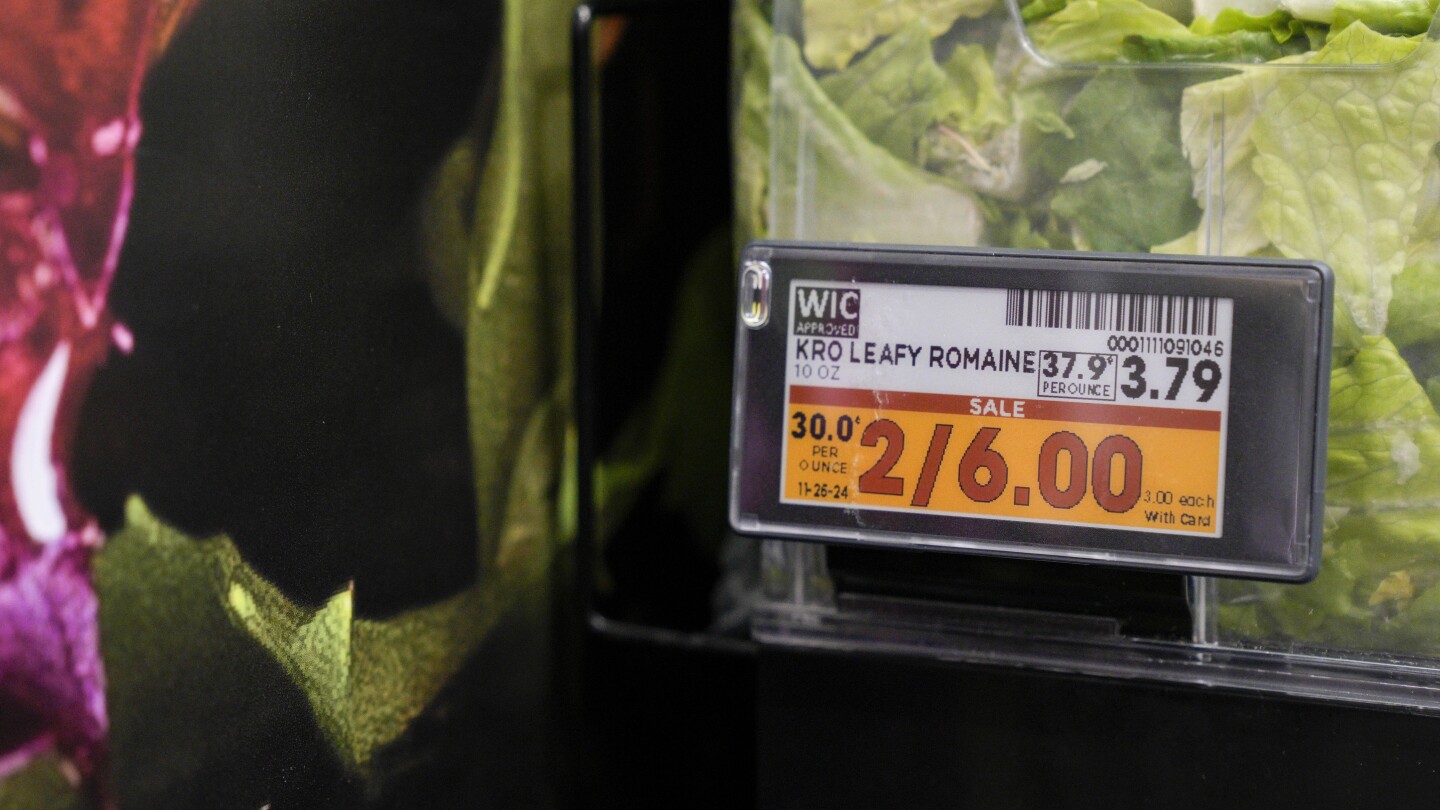 WIC
APPROVED
0001111091046
KRO LEAFY ROMAINE
10 OZ
37.9¢
PER OUNCE
3.79
SALE
30.0¢
PER
OUNCE
11-26-24
2/6.00
3.00 each
With Card